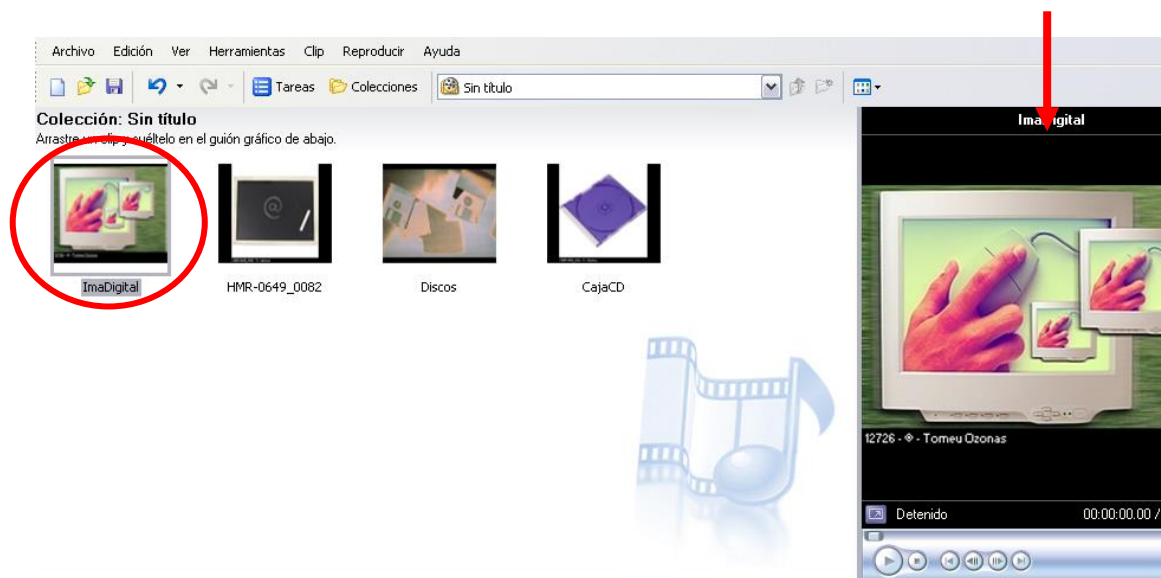 Archivo Edición Ver Herramientas Clip Reproducir Ayuda
Tareas Colecciones Sin título
Colección: Sin título
Arrastre un clip y suéltelo en el guión gráfico de abajo.
ImaDigital HMR-0649_0082 Discos CajaCD
ImaDigital
12726 - ◈ - Tomeu Ozonas
Detenido 00:00:00.00 /